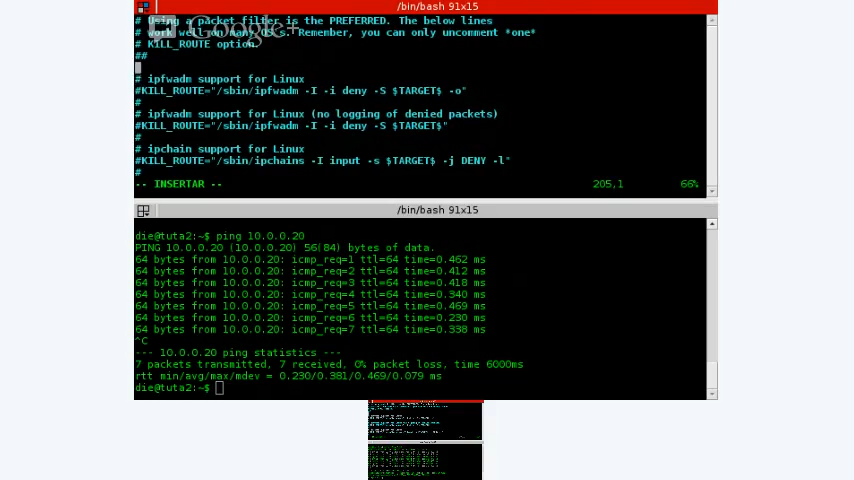 /bin/bash 91x15
# Using a packet filter is the PREFERRED. The below lines
# work well on many OS's. Remember, you can only uncomment *one*
# KILL_ROUTE option.
Google+
##
# ipfwadm support for Linux
#KILL_ROUTE="/sbin/ipfwadm -I -i deny -S $TARGET$ -o"
#
# ipfwadm support for Linux (no logging of denied packets)
#KILL_ROUTE="/sbin/ipfwadm -I -i deny -S $TARGET$"
#
# ipchain support for Linux
#KILL_ROUTE="/sbin/ipchains -I input -s $TARGET$ -j DENY -l"
#
-- INSERTAR -- 205,1 66%
/bin/bash 91x15
die@tuta2:~$ ping 10.0.0.20
PING 10.0.0.20 (10.0.0.20) 56(84) bytes of data.
64 bytes from 10.0.0.20: icmp_req=1 ttl=64 time=0.462 ms
64 bytes from 10.0.0.20: icmp_req=2 ttl=64 time=0.412 ms
64 bytes from 10.0.0.20: icmp_req=3 ttl=64 time=0.418 ms
64 bytes from 10.0.0.20: icmp_req=4 ttl=64 time=0.340 ms
64 bytes from 10.0.0.20: icmp_req=5 ttl=64 time=0.469 ms
64 bytes from 10.0.0.20: icmp_req=6 ttl=64 time=0.230 ms
64 bytes from 10.0.0.20: icmp_req=7 ttl=64 time=0.338 ms
^C
--- 10.0.0.20 ping statistics ---
7 packets transmitted, 7 received, 0% packet loss, time 6000ms
rtt min/avg/max/mdev = 0.230/0.381/0.469/0.079 ms
die@tuta2:~$